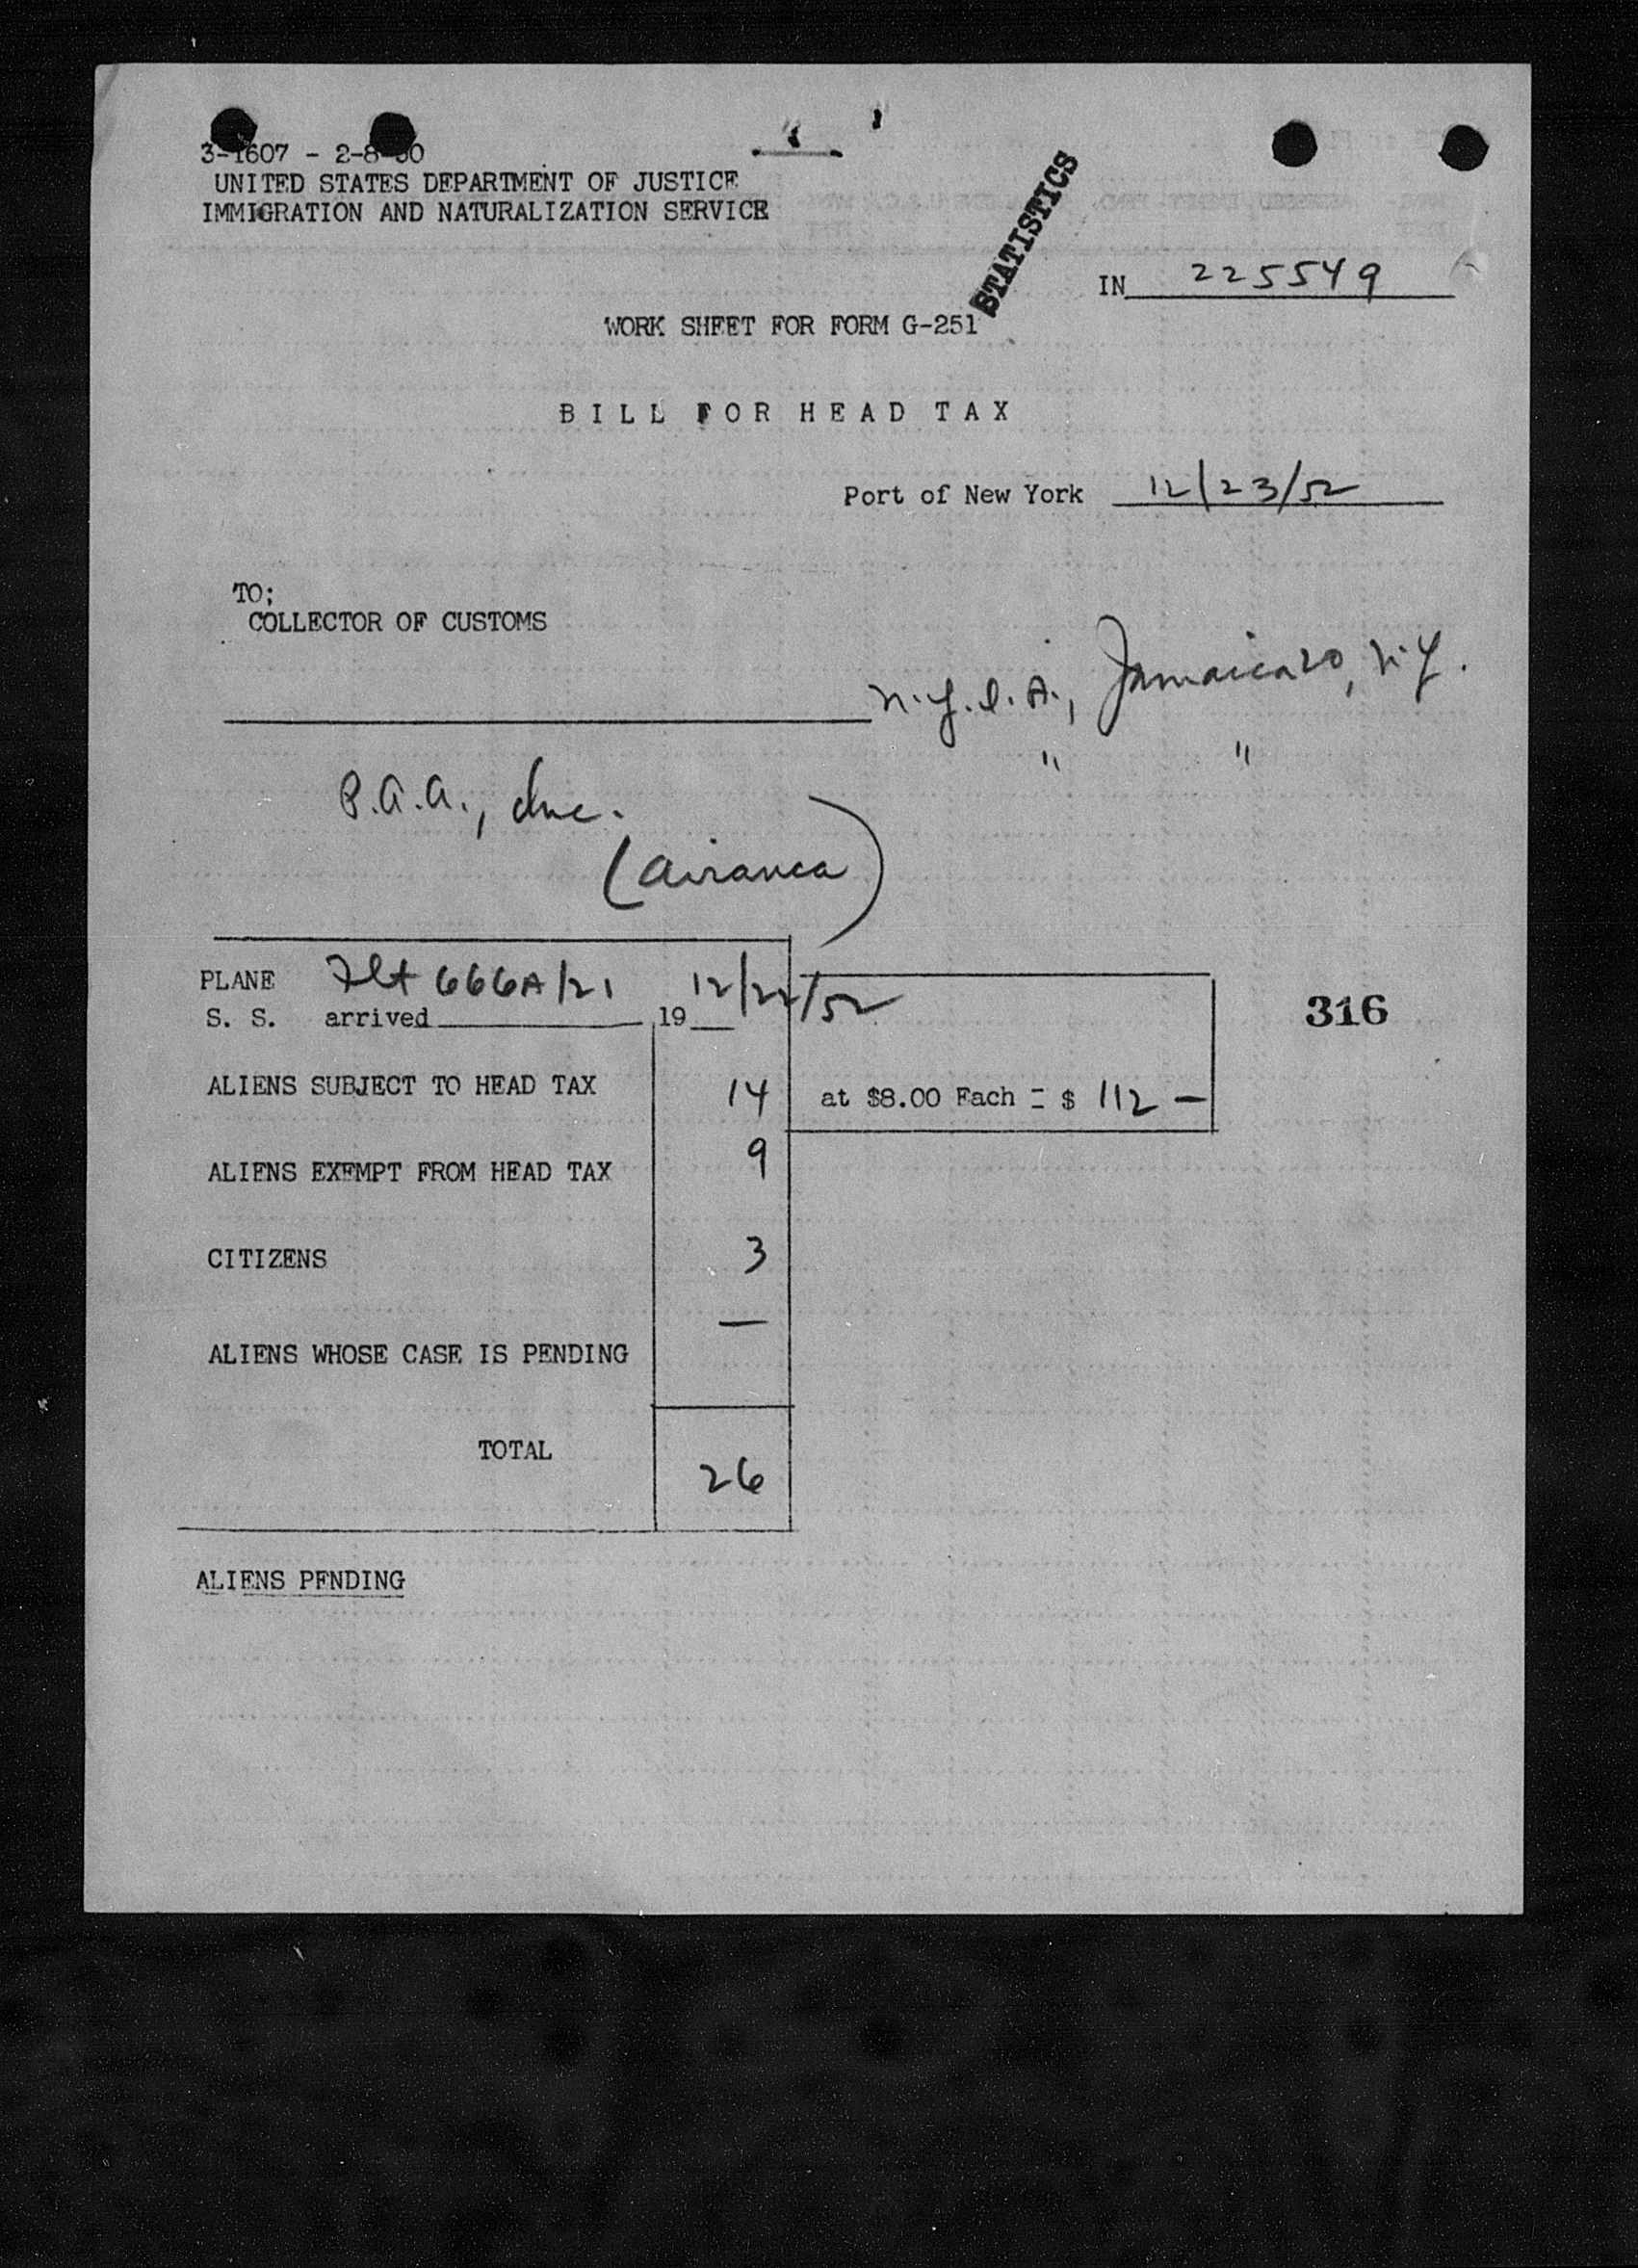 3-1607 - 2-8-50
UNITED STATES DEPARTMENT OF JUSTICE
IMMIGRATION AND NATURALIZATION SERVICE
STATISTICS
IN 225549
WORK SHEET FOR FORM G-251
BILL FOR HEAD TAX
Port of New York 12/23/52
TO;
COLLECTOR OF CUSTOMS
N.Y.I.A., Jamaica 20, N.Y.
" "
P.A.A., Inc.
(Avianca)
PLANE Flt 666A/21 12/22/52
S. S. arrived 19
316
ALIENS SUBJECT TO HEAD TAX 14 at $8.00 Each = $ 112 —
ALIENS EXEMPT FROM HEAD TAX 9
CITIZENS 3
ALIENS WHOSE CASE IS PENDING —
TOTAL 26
ALIENS PENDING